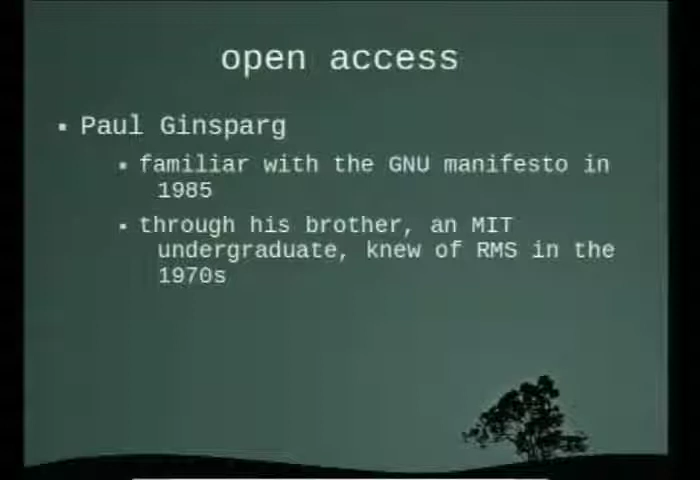 open access
▪ Paul Ginsparg
▪ familiar with the GNU manifesto in
1985
▪ through his brother, an MIT
undergraduate, knew of RMS in the
1970s